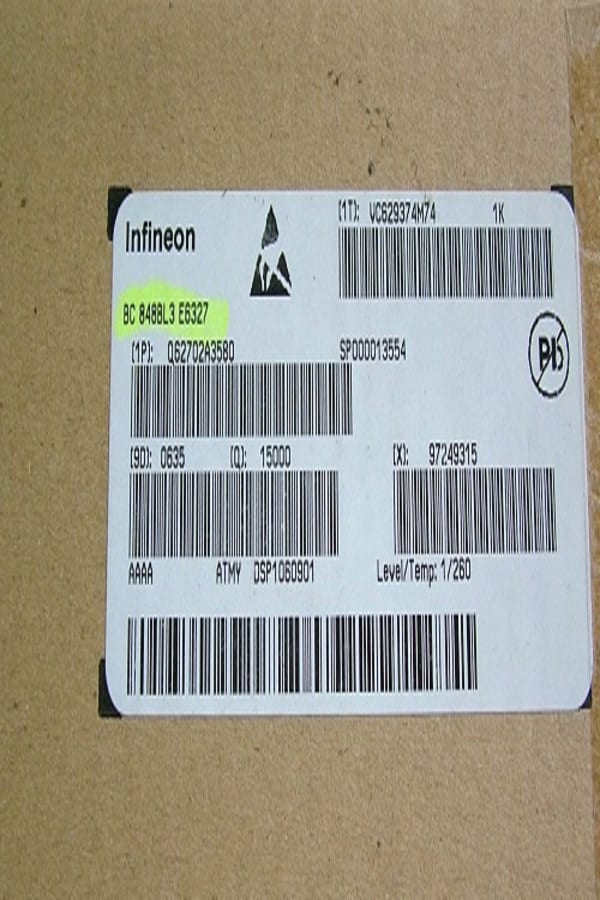 Infineon
(1T): VC629374M74 1K
BC 848BL3 E6327
(1P): Q62702A3580 SP000013554
Pb
(9D): 0635 (Q): 15000 (X): 97249315
AAAA ATMY DSP1060901 Level/Temp: 1/260